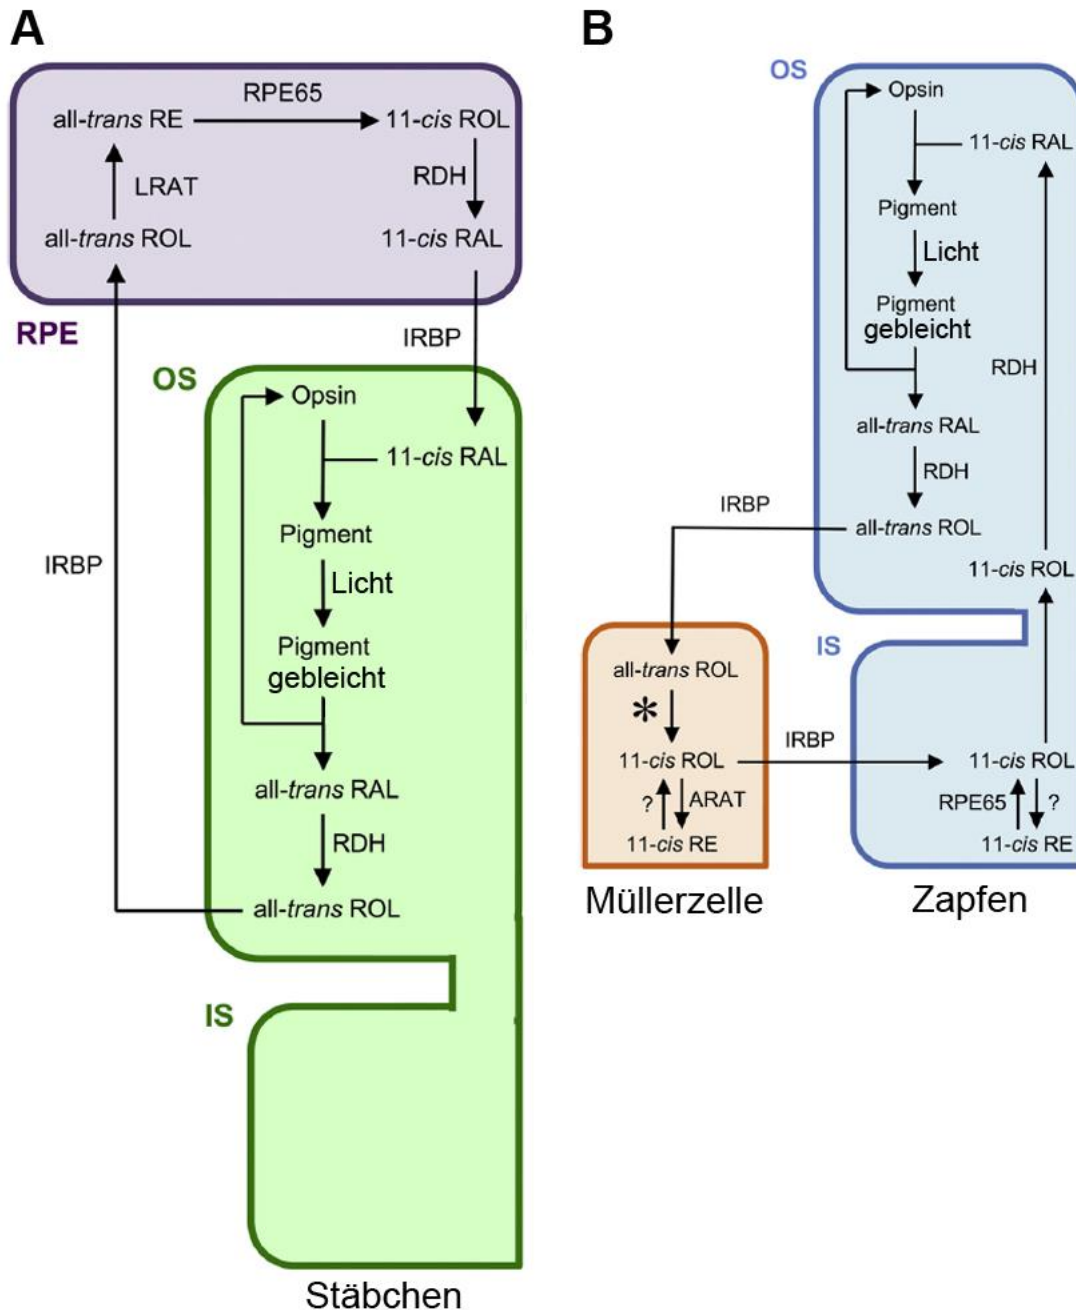 A
RPE65
all-trans RE
11-cis ROL
LRAT
RDH
all-trans ROL
11-cis RAL
RPE
IRBP
OS
Opsin
11-cis RAL
Pigment
IRBP
Licht
Pigment
gebleicht
all-trans RAL
RDH
all-trans ROL
IS
Stäbchen
B
OS
Opsin
11-cis RAL
Pigment
Licht
Pigment
gebleicht
RDH
all-trans RAL
RDH
IRBP
all-trans ROL
11-cis ROL
IS
all-trans ROL
*
11-cis ROL
IRBP
11-cis ROL
? ARAT
RPE65 ?
11-cis RE
11-cis RE
Müllerzelle
Zapfen